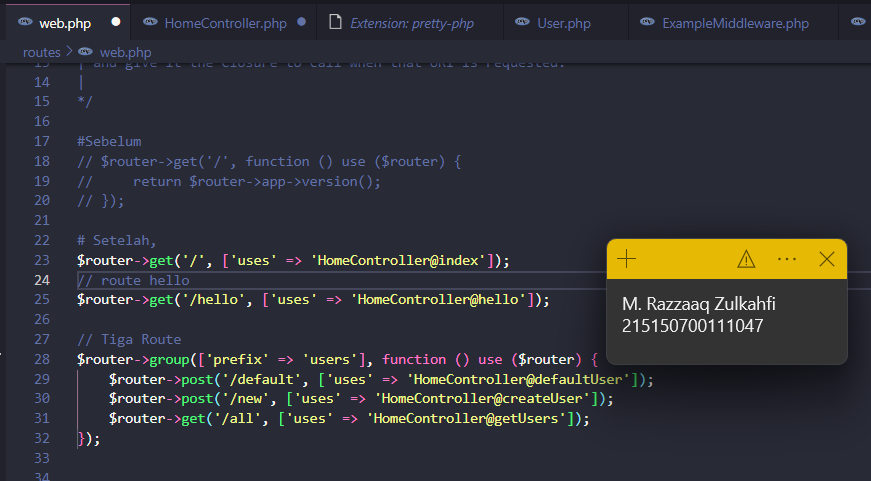 web.php
HomeController.php
Extension: pretty-php
User.php
ExampleMiddleware.php
routes > web.php
13 | and give it the Closure to call when that URI is requested.
14 |
15 */
16
17 #Sebelum
18 // $router->get('/', function () use ($router) {
19 //     return $router->app->version();
20 // });
21
22 # Setelah,
23 $router->get('/', ['uses' => 'HomeController@index']);
24 // route hello
25 $router->get('/hello', ['uses' => 'HomeController@hello']);
26
27 // Tiga Route
28 $router->group(['prefix' => 'users'], function () use ($router) {
29     $router->post('/default', ['uses' => 'HomeController@defaultUser']);
30     $router->post('/new', ['uses' => 'HomeController@createUser']);
31     $router->get('/all', ['uses' => 'HomeController@getUsers']);
32 });
33
34
M. Razzaaq Zulkahfi
215150700111047